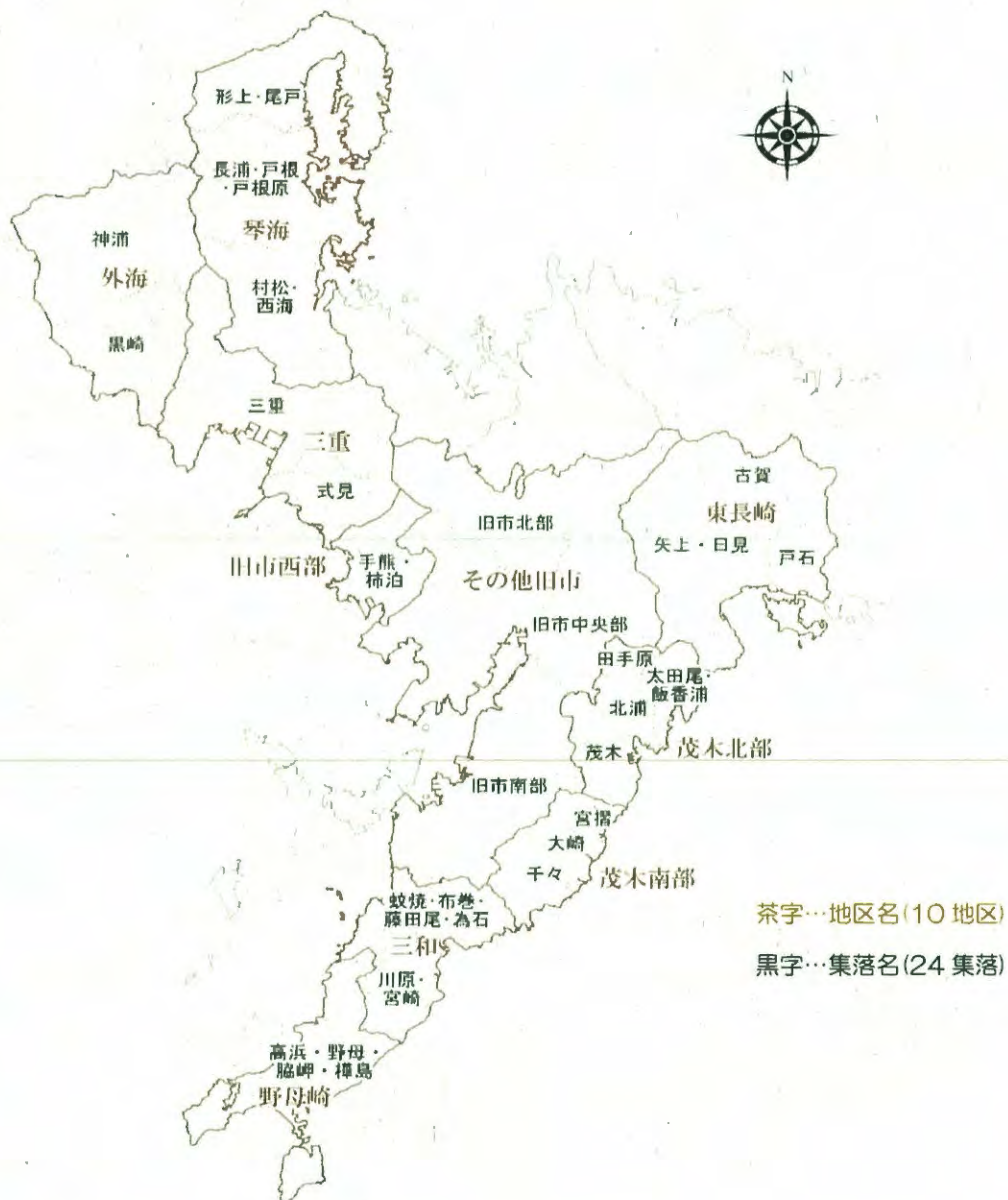 N
形上・尾戸
長浦・戸根
・戸根原
琴海
神浦
外海
村松・
西海
黒崎
三重
三重
式見
古賀
東長崎
旧市北部
矢上・日見
戸石
旧市西部
手熊・
柿泊
その他旧市
旧市中央部
田手原
太田尾・
飯香浦
北浦
茂木
茂木北部
旧市南部
宮摺
大崎
千々
茂木南部
蚊焼・布巻・
藤田尾・為石
三和
川原・
宮崎
高浜・野母・
脇岬・樺島
野母崎
茶字…地区名(10地区)
黒字…集落名(24集落)